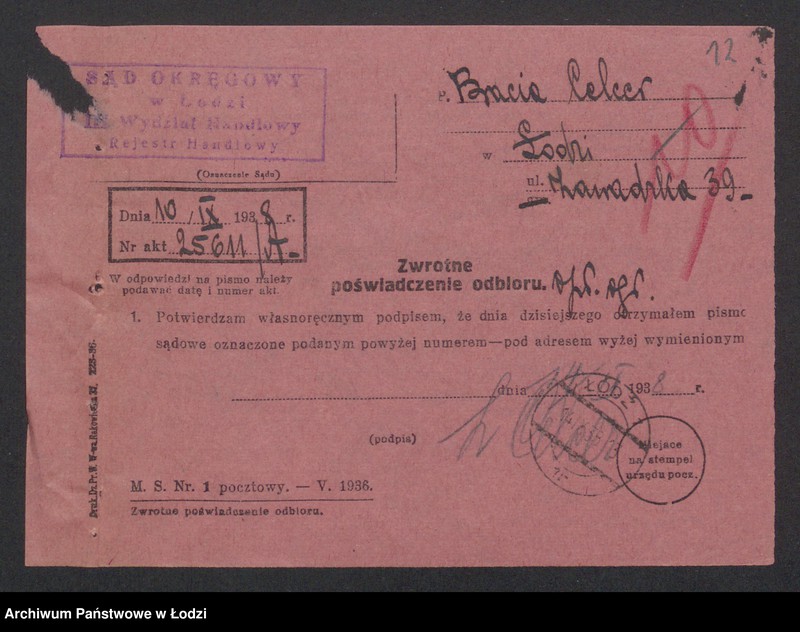 12
SĄD OKRĘGOWY
w Łodzi
Wydział Handlowy
Rejestr Handlowy
(Oznaczenie Sądu)
Bracia Pelcer
w Łodzi
ul. Zawadzka 39
Dnia 10/IX 1938 r.
Nr akt 25611/A
W odpowiedzi na pismo należy
podawać datę i numer akt.
Zwrotne
poświadczenie odbioru.
1. Potwierdzam własnoręcznym podpisem, że dnia dzisiejszego otrzymałem pismo
sądowe oznaczone podanym powyżej numerem—pod adresem wyżej wymienionym
dnia 1938 r.
(podpis)
Miejsce
na stempel
urzędu pocz.
M. S. Nr. 1 pocztowy. — V. 1936.
Zwrotne poświadczenie odbioru.
Archiwum Państwowe w Łodzi